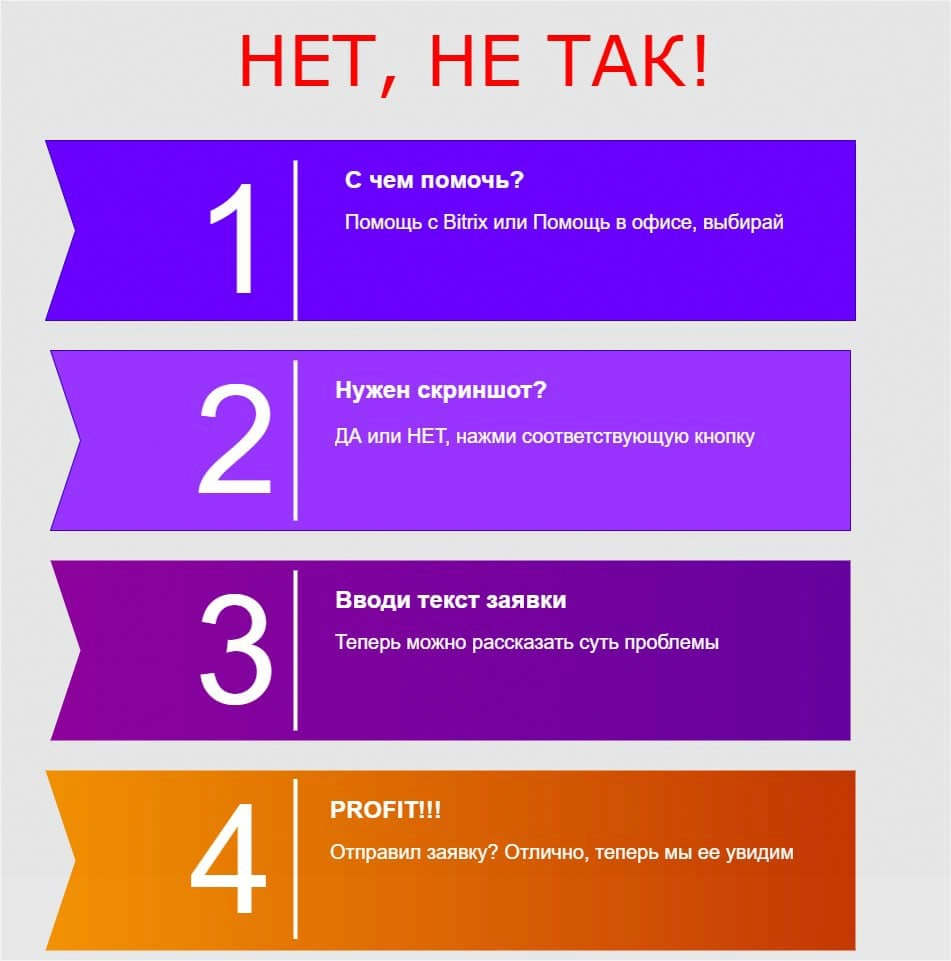 НЕТ, НЕ ТАК!
1
С чем помочь?
Помощь с Bitrix или Помощь в офисе, выбирай
2
Нужен скриншот?
ДА или НЕТ, нажми соответствующую кнопку
3
Вводи текст заявки
Теперь можно рассказать суть проблемы
4
PROFIT!!!
Отправил заявку? Отлично, теперь мы ее увидим